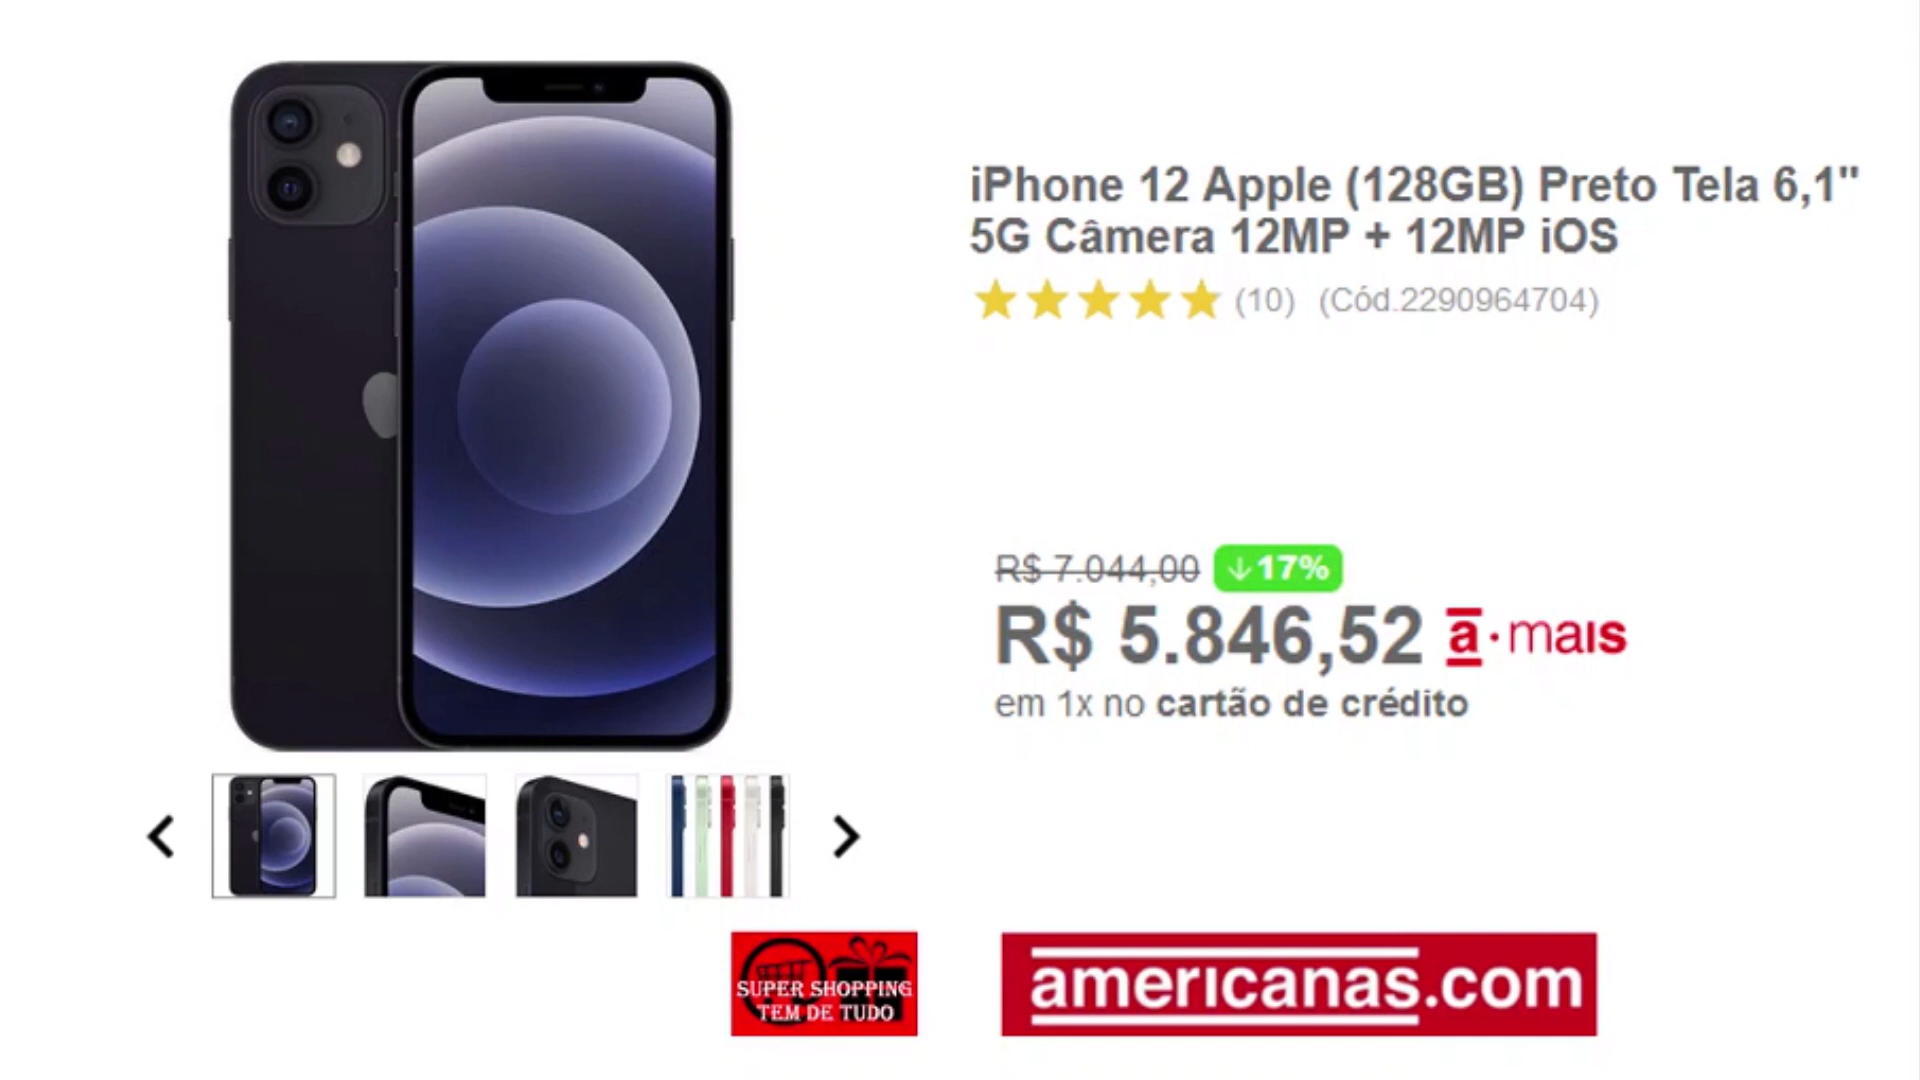 iPhone 12 Apple (128GB) Preto Tela 6,1"
5G Câmera 12MP + 12MP iOS
(10) (Cód.2290964704)
R$ 7.044,00 17%
R$ 5.846,52 a.mais
em 1x no cartão de crédito
SUPER SHOPPING
TEM DE TUDO
americanas.com